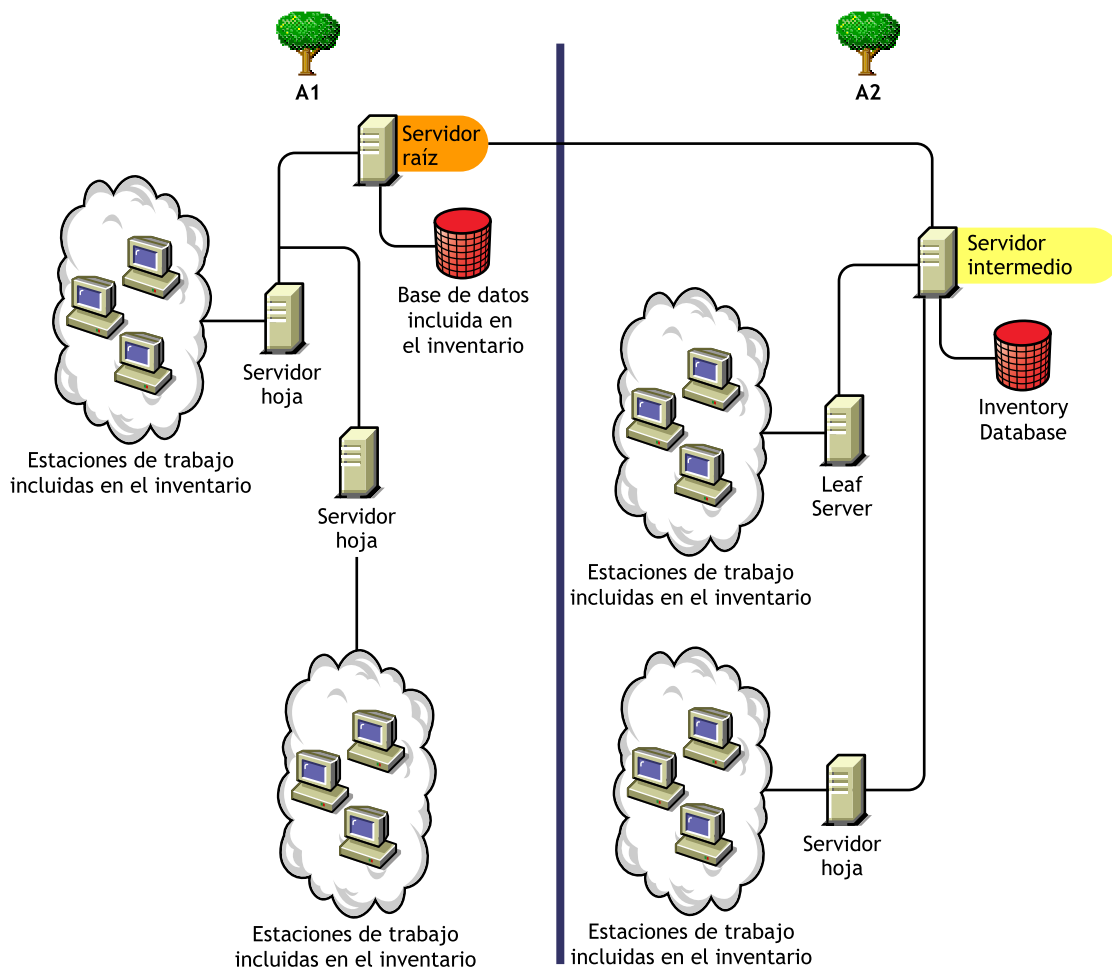 A1
A2
Servidor
raíz
Servidor
intermedio
Base de datos
incluida en
el inventario
Servidor
hoja
Estaciones de trabajo
incluidas en el inventario
Servidor
hoja
Inventory
Database
Leaf
Server
Estaciones de trabajo
incluidas en el inventario
Servidor
hoja
Estaciones de trabajo
incluidas en el inventario
Estaciones de trabajo
incluidas en el inventario